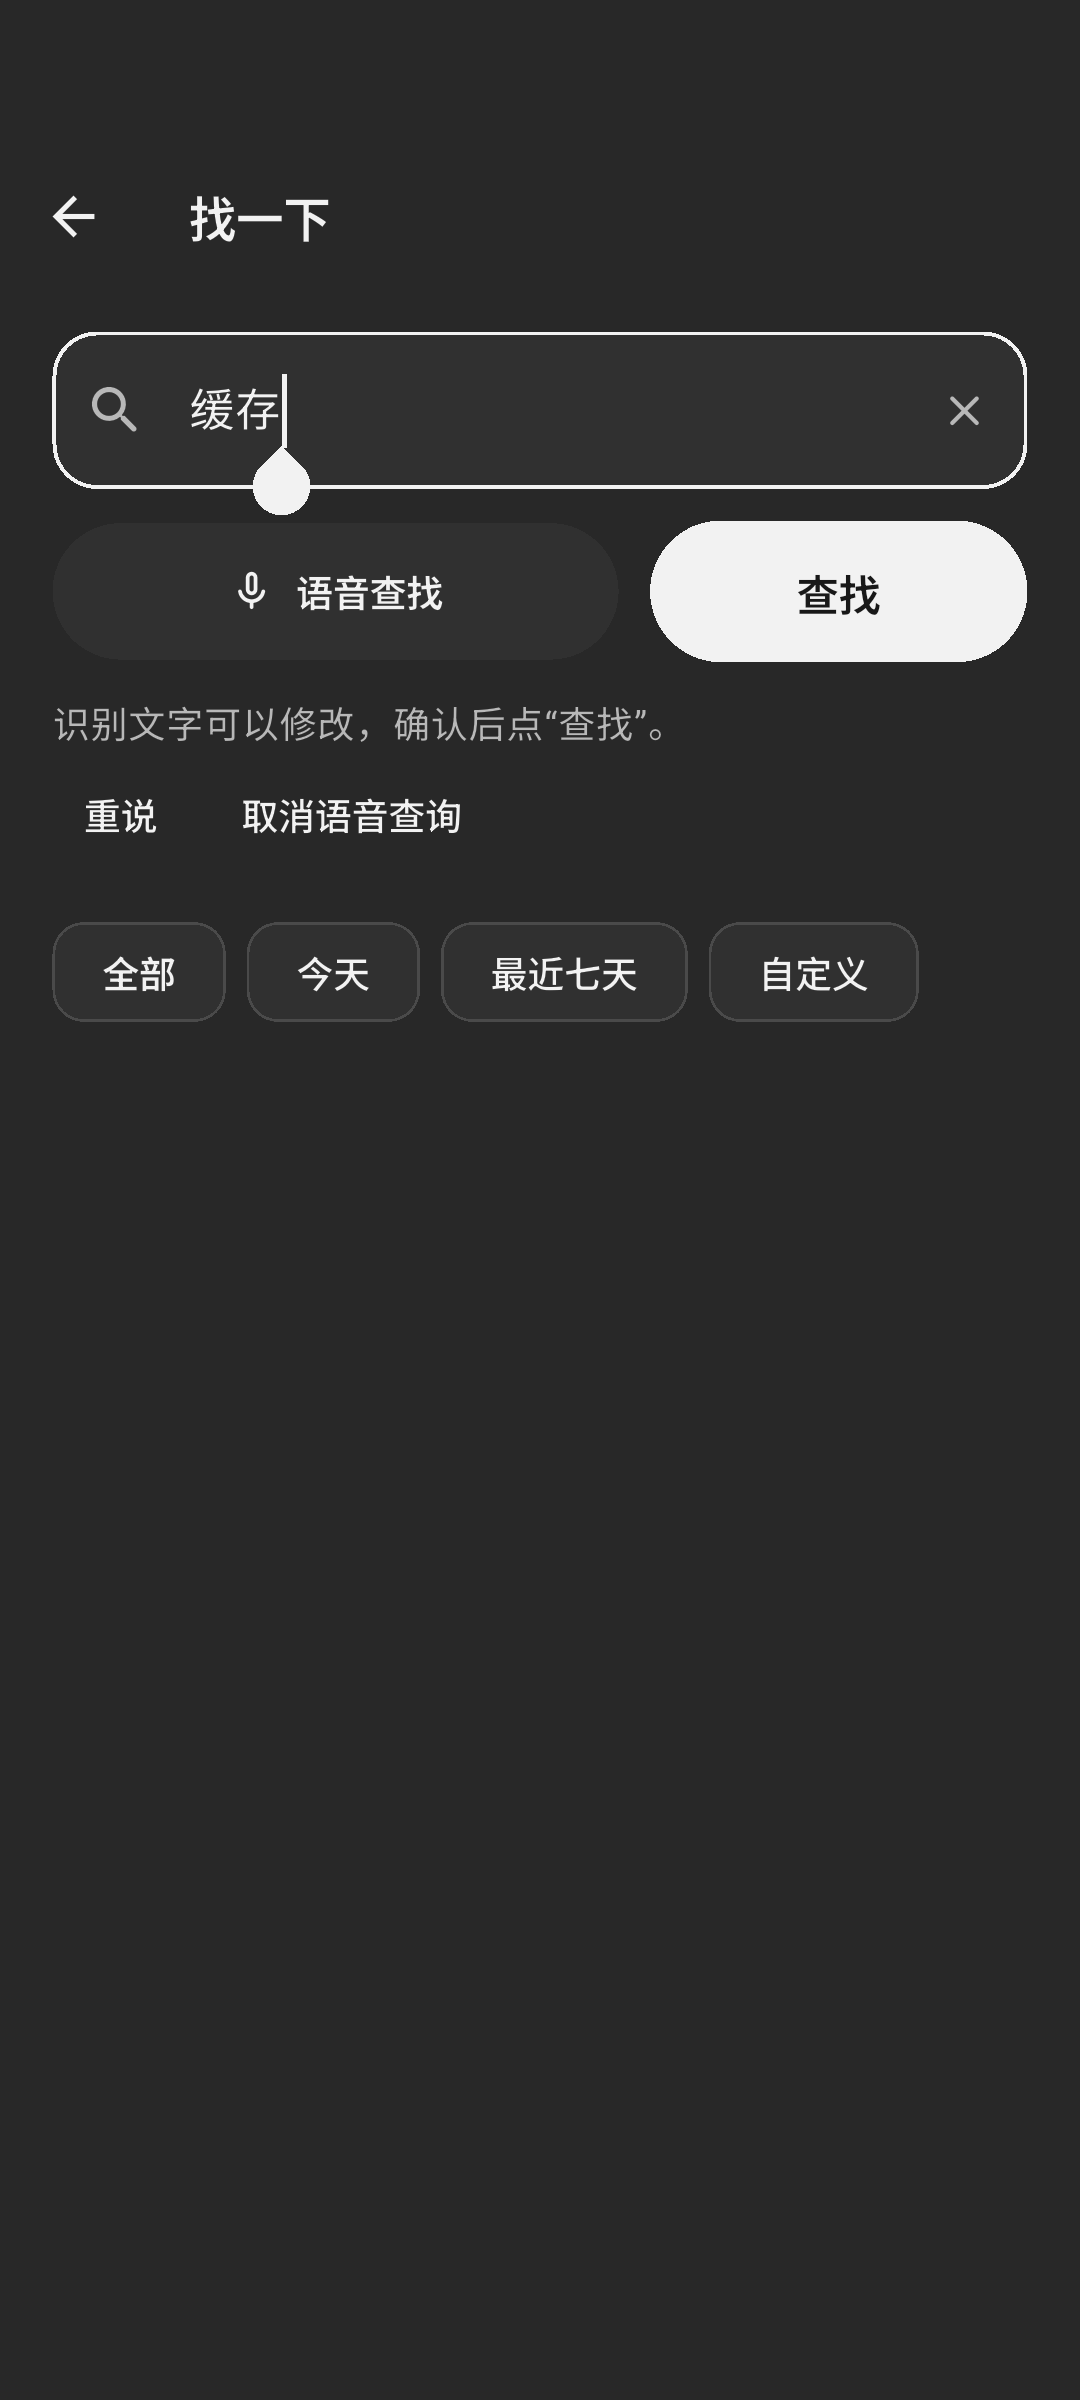 找一下
缓存
语音查找
查找
识别文字可以修改，确认后点“查找”。
重说 取消语音查询
全部 今天 最近七天 自定义